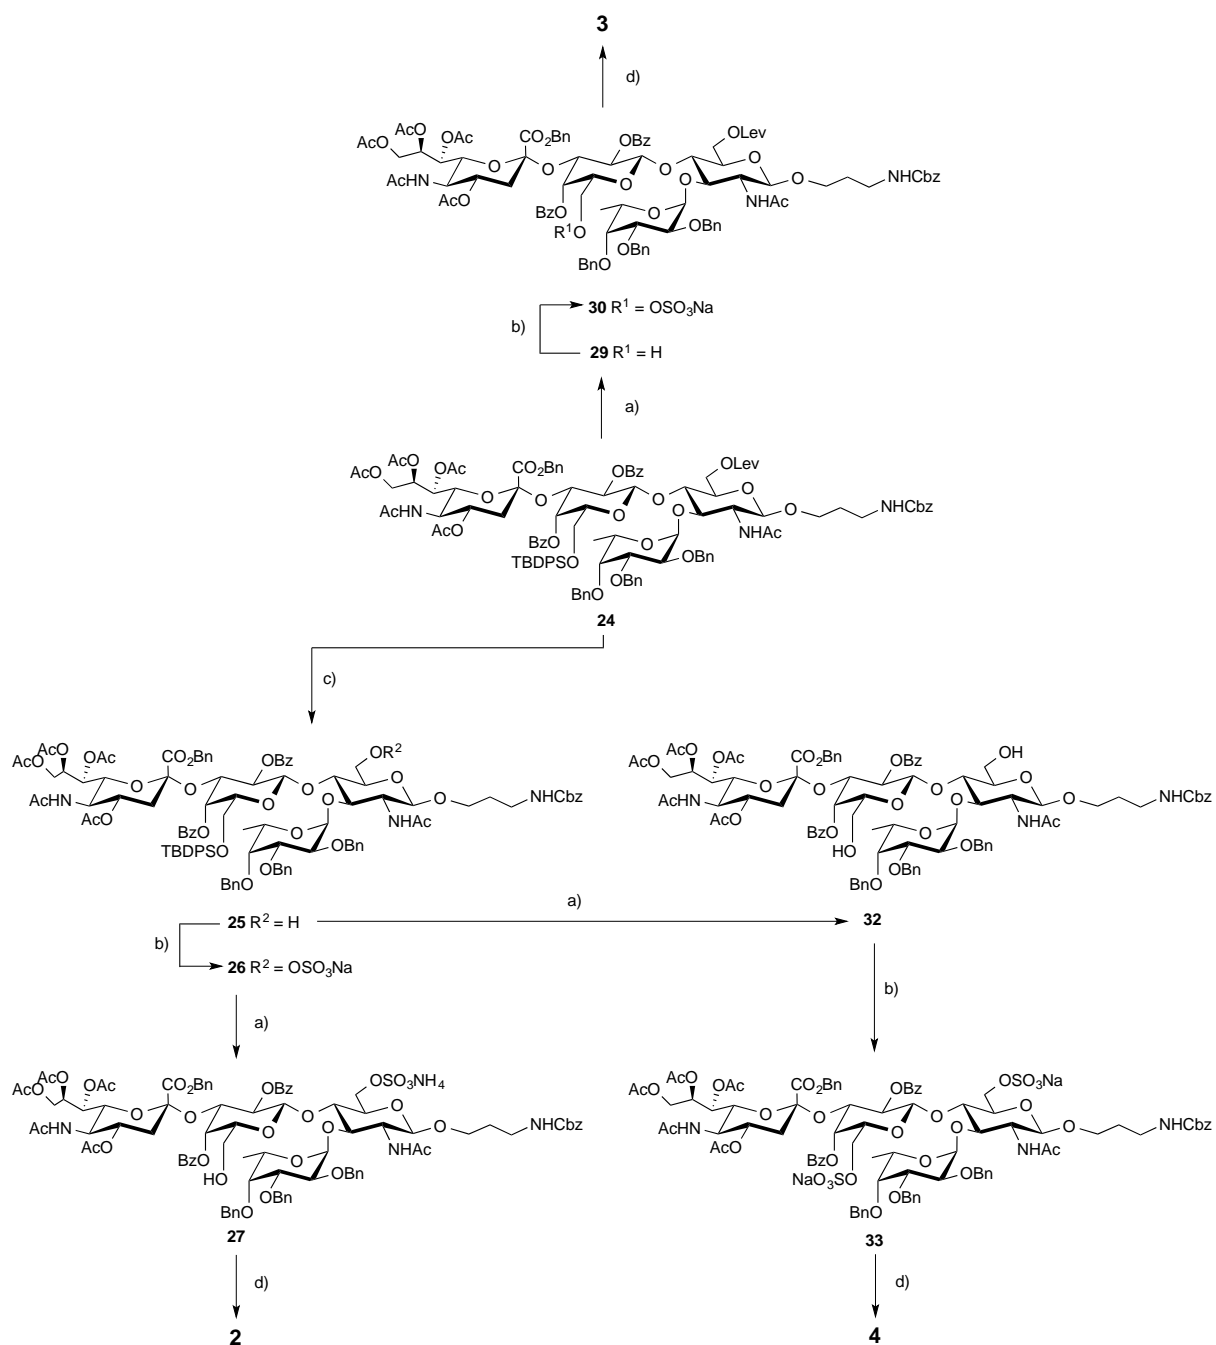 3
d)
AcO AcO OAc CO2Bn OBz OLev
O O O O O O NHCbz
AcHN AcO O O NHAc
BzO O OBn
R1O OBn
BnO
30 R1 = OSO3Na
b)
29 R1 = H
a)
AcO AcO OAc CO2Bn OBz OLev
O O O O O O NHCbz
AcHN AcO O O NHAc
BzO O OBn
TBDPSO OBn
BnO
24
c)
AcO AcO OAc CO2Bn OBz OR2
O O O O O O NHCbz
AcHN AcO O O NHAc
BzO O OBn
TBDPSO OBn
BnO
AcO AcO OAc CO2Bn OBz OH
O O O O O O NHCbz
AcHN AcO O O NHAc
BzO O OBn
HO OBn
BnO
25 R2 = H
a)
32
b)
26 R2 = OSO3Na
a)
b)
AcO AcO OAc CO2Bn OBz OSO3NH4
O O O O O O NHCbz
AcHN AcO O O NHAc
BzO O OBn
HO OBn
BnO
27
AcO AcO OAc CO2Bn OBz OSO3Na
O O O O O O NHCbz
AcHN AcO O O NHAc
BzO O OBn
NaO3SO OBn
BnO
33
d)
d)
2
4